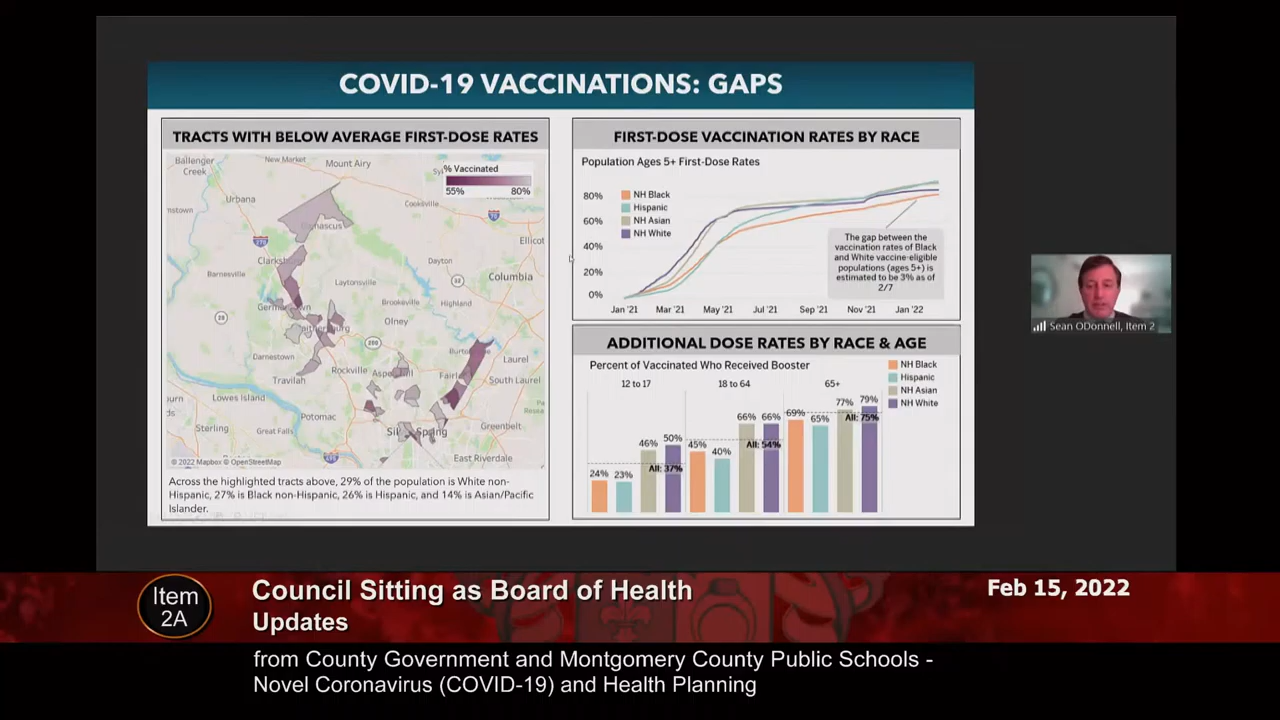 COVID-19 VACCINATIONS: GAPS
TRACTS WITH BELOW AVERAGE FIRST-DOSE RATES
Ballenger
Creek
New Market
Mount Airy
% Vaccinated
55%
80%
Urbana
Cooksville
70
270
Damascus
Ellicot
Clarksburg
Dayton
Barnesville
Laytonsville
32
Columbia
Brookeville
Highland
28
Olney
200
Darnestown
Laurel
Rockville
Travilah
South Laurel
Lowes Island
Potomac
Sterling
Great Falls
Greenbelt
Spring
495
East Riverdale
© 2022 Mapbox © OpenStreetMap
Across the highlighted tracts above, 29% of the population is White non-
Hispanic, 27% is Black non-Hispanic, 26% is Hispanic, and 14% is Asian/Pacific
Islander.
FIRST-DOSE VACCINATION RATES BY RACE
Population Ages 5+ First-Dose Rates
80%
60%
40%
20%
0%
NH Black
Hispanic
NH Asian
NH White
The gap between the
vaccination rates of Black
and White vaccine-eligible
populations (ages 5+) is
estimated to be 3% as of
2/7
Jan '21 Mar '21 May '21 Jul '21 Sep '21 Nov '21 Jan '22
ADDITIONAL DOSE RATES BY RACE & AGE
Percent of Vaccinated Who Received Booster
NH Black
Hispanic
NH Asian
NH White
12 to 17 18 to 64 65+
24% 23% 46% 50% 45% 40% 66% 66% 69% 65% 77% 79%
All: 37% All: 54% All: 75%
Sean ODonnell, Item 2
Item
2A
Council Sitting as Board of Health
Updates
Feb 15, 2022
from County Government and Montgomery County Public Schools -
Novel Coronavirus (COVID-19) and Health Planning